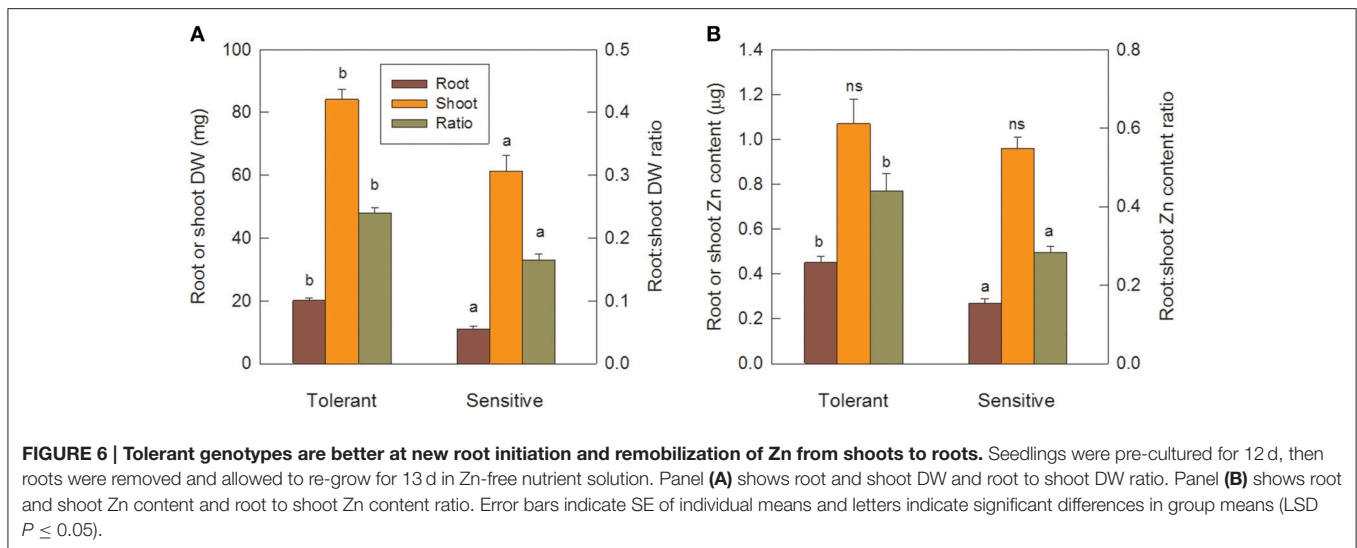 A
B
100
80
60
40
20
0
Root or shoot DW (mg)
0.5
0.4
0.3
0.2
0.1
0.0
Root:shoot DW ratio
Root
Shoot
Ratio
b
b
b
a
a
a
Tolerant
Sensitive
1.4
1.2
1.0
0.8
0.6
0.4
0.2
0.0
Root or shoot Zn content (µg)
0.8
0.6
0.4
0.2
0.0
Root:shoot Zn content ratio
b
ns
b
a
ns
a
Tolerant
Sensitive
FIGURE 6 | Tolerant genotypes are better at new root initiation and remobilization of Zn from shoots to roots. Seedlings were pre-cultured for 12 d, then
roots were removed and allowed to re-grow for 13 d in Zn-free nutrient solution. Panel (A) shows root and shoot DW and root to shoot DW ratio. Panel (B) shows root
and shoot Zn content and root to shoot Zn content ratio. Error bars indicate SE of individual means and letters indicate significant differences in group means (LSD
P ≤ 0.05).